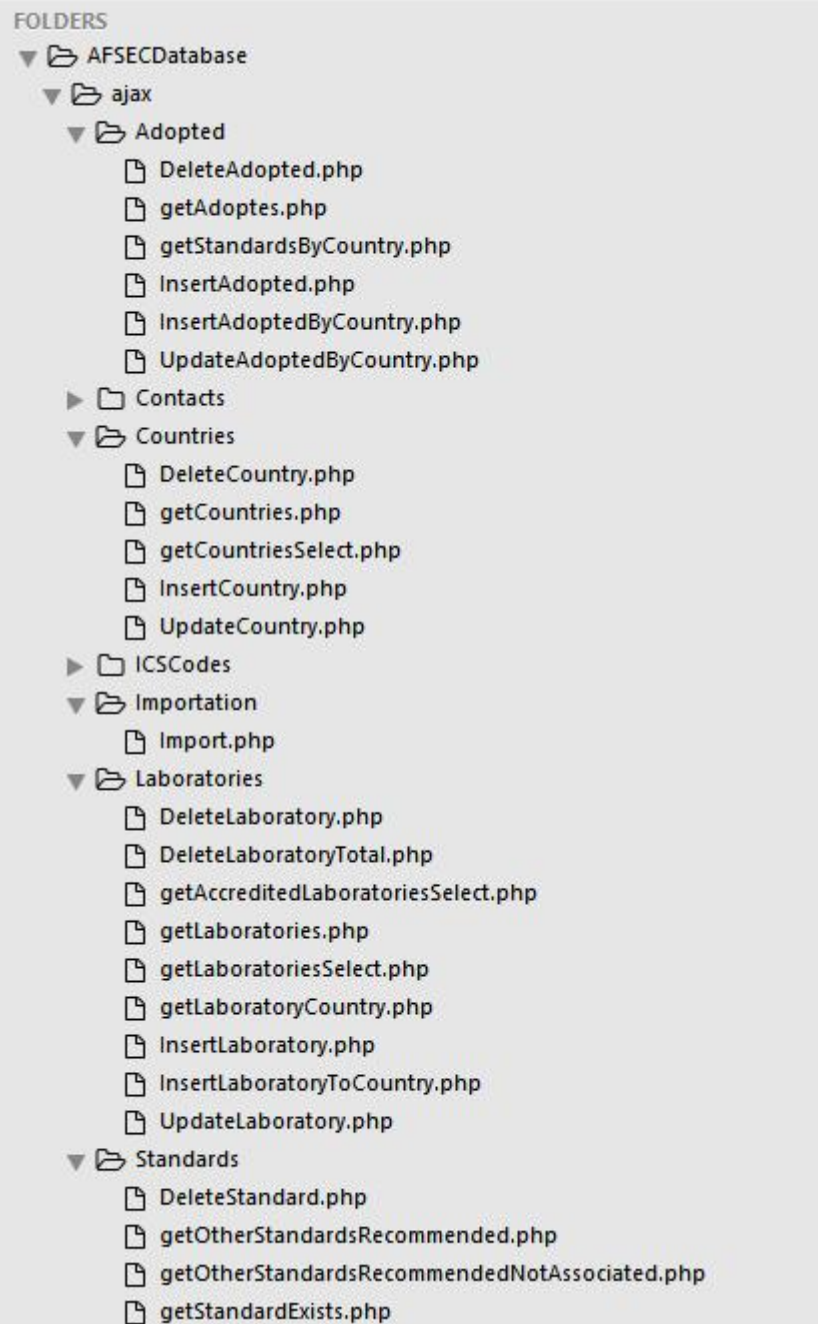 FOLDERS
AFSECDatabase
ajax
Adopted
DeleteAdopted.php
getAdoptes.php
getStandardsByCountry.php
InsertAdopted.php
InsertAdoptedByCountry.php
UpdateAdoptedByCountry.php
Contacts
Countries
DeleteCountry.php
getCountries.php
getCountriesSelect.php
InsertCountry.php
UpdateCountry.php
ICSCodes
Importation
Import.php
Laboratories
DeleteLaboratory.php
DeleteLaboratoryTotal.php
getAccreditedLaboratoriesSelect.php
getLaboratories.php
getLaboratoriesSelect.php
getLaboratoryCountry.php
InsertLaboratory.php
InsertLaboratoryToCountry.php
UpdateLaboratory.php
Standards
DeleteStandard.php
getOtherStandardsRecommended.php
getOtherStandardsRecommendedNotAssociated.php
getStandardExists.php